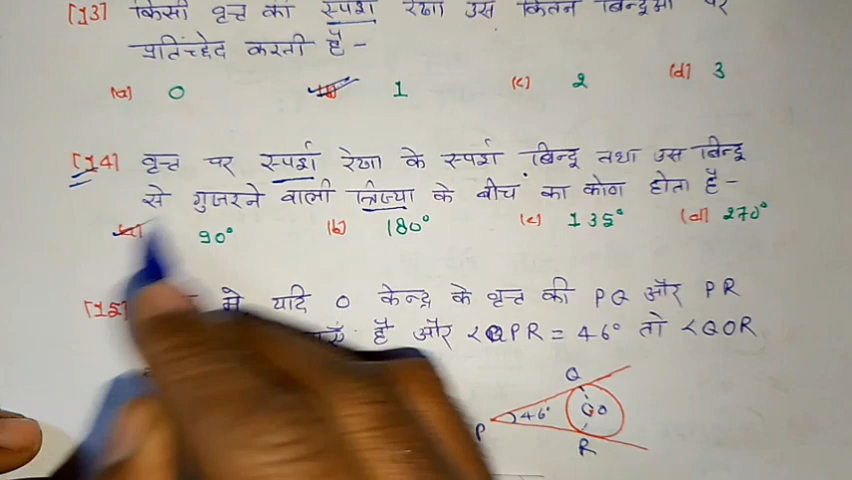 [13] किसी वृत्त की स्पर्श रेखा उसे कितने बिन्दुओं पर
प्रतिच्छेद करती है -
(a) 0 1 (c) 2 (d) 3
[14] वृत्त पर स्पर्श रेखा के स्पर्श बिन्दू तथा उस बिन्दू
से गुजरने वाली त्रिज्या के बीच का कोण होता है -
90° (b) 180° (c) 135° (d) 270°
[15] में यदि O केन्द्र के वृत्त की PQ और PR
है और <QPR = 46° तो <QOR
Q
46° O
P
R